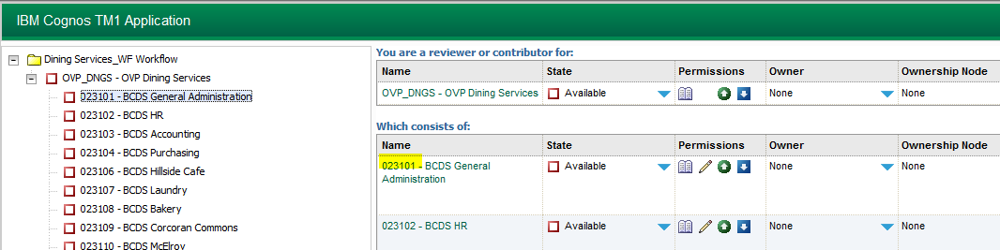 IBM Cognos TM1 Application
Dining Services_WF Workflow
OVP_DNGS - OVP Dining Services
023101 - BCDS General Administration
023102 - BCDS HR
023103 - BCDS Accounting
023104 - BCDS Purchasing
023106 - BCDS Hillside Cafe
023107 - BCDS Laundry
023108 - BCDS Bakery
023109 - BCDS Corcoran Commons
023110 - BCDS McElroy
You are a reviewer or contributor for:
Name State Permissions Owner Ownership Node
OVP_DNGS - OVP Dining Services Available None None
Which consists of:
Name State Permissions Owner Ownership Node
023101 - BCDS General Available None None
Administration
023102 - BCDS HR Available None None